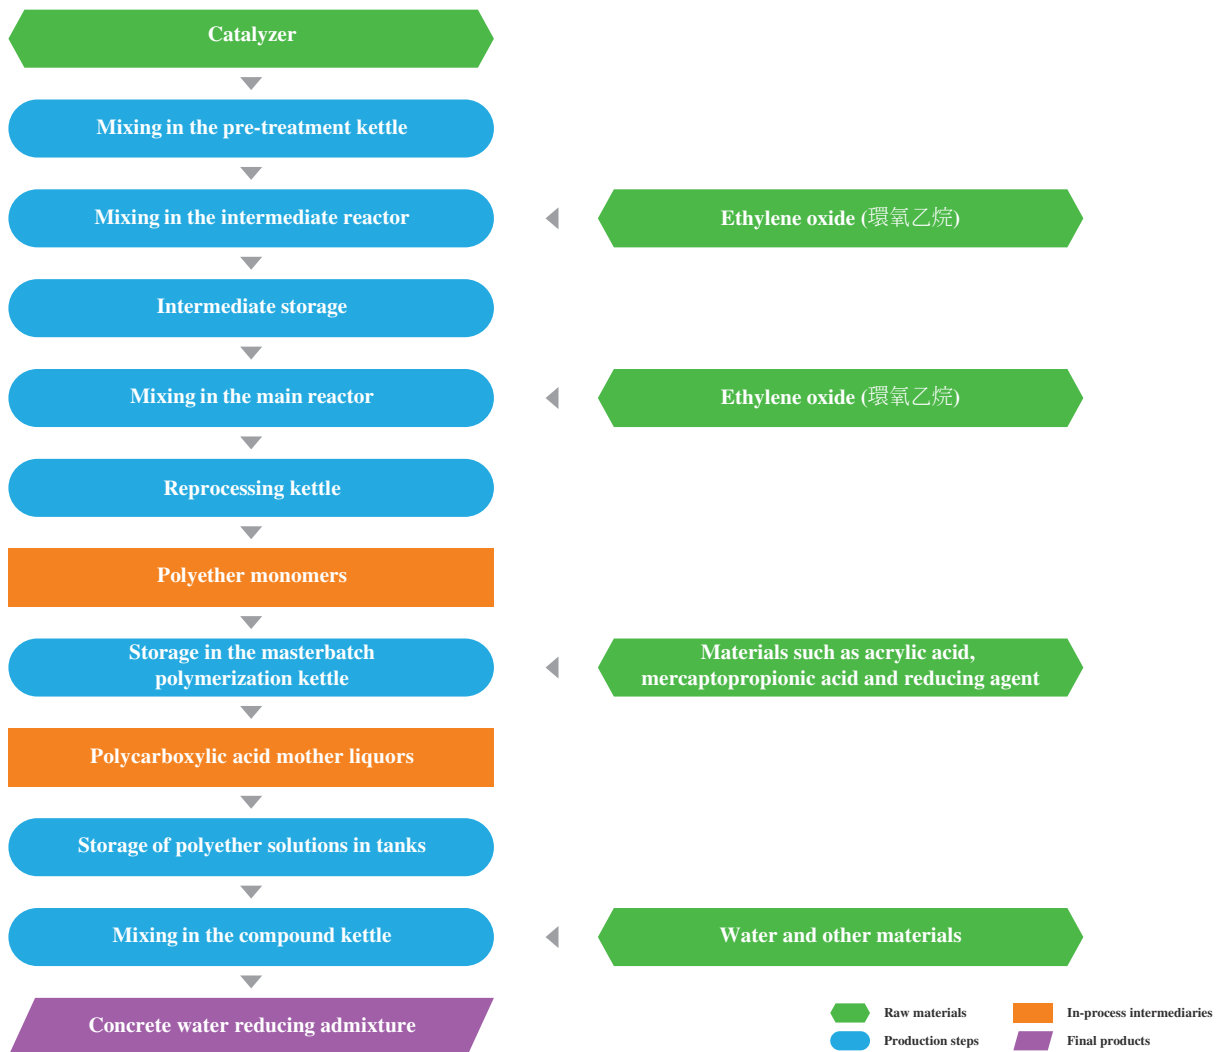 Catalyzer
Mixing in the pre-treatment kettle
Mixing in the intermediate reactor
Ethylene oxide (環氧乙烷)
Intermediate storage
Mixing in the main reactor
Ethylene oxide (環氧乙烷)
Reprocessing kettle
Polyether monomers
Storage in the masterbatch
polymerization kettle
Materials such as acrylic acid,
mercaptopropionic acid and reducing agent
Polycarboxylic acid mother liquors
Storage of polyether solutions in tanks
Mixing in the compound kettle
Water and other materials
Concrete water reducing admixture
Raw materials
In-process intermediaries
Production steps
Final products